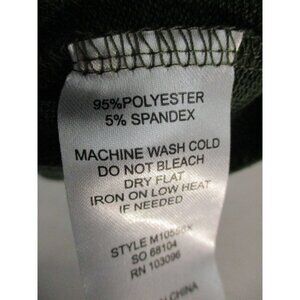 95%POLYESTER
5% SPANDEX
MACHINE WASH COLD
DO NOT BLEACH
DRY FLAT
IRON ON LOW HEAT
IF NEEDED
STYLE
SO 68104
RN 103096
CHINA